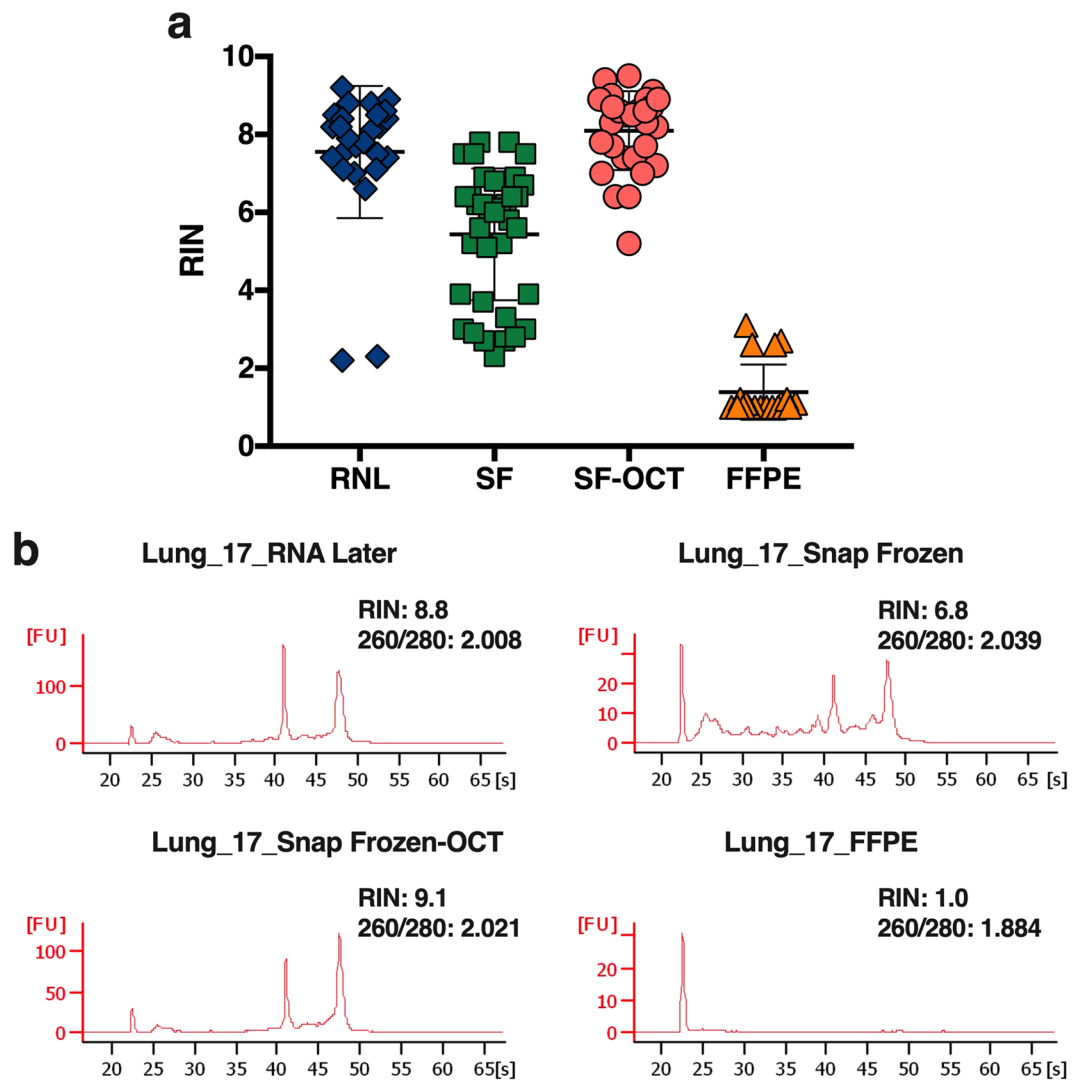 a
10
8
6
4
2
0
RIN
RNL SF SF-OCT FFPE
b
Lung_17_RNA Later
RIN: 8.8
260/280: 2.008
[FU]
100
0
20 25 30 35 40 45 50 55 60 65 [s]
Lung_17_Snap Frozen
RIN: 6.8
260/280: 2.039
[FU]
20
10
0
20 25 30 35 40 45 50 55 60 65 [s]
Lung_17_Snap Frozen-OCT
RIN: 9.1
260/280: 2.021
[FU]
100
50
0
20 25 30 35 40 45 50 55 60 65 [s]
Lung_17_FFPE
RIN: 1.0
260/280: 1.884
[FU]
20
10
0
20 25 30 35 40 45 50 55 60 65 [s]